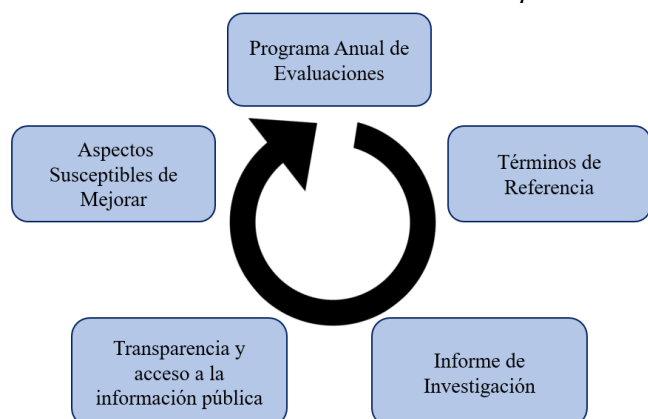 Programa Anual de
Evaluaciones
Términos de
Referencia
Informe de
Investigación
Transparencia y
acceso a la
información pública
Aspectos
Susceptibles de
Mejorar